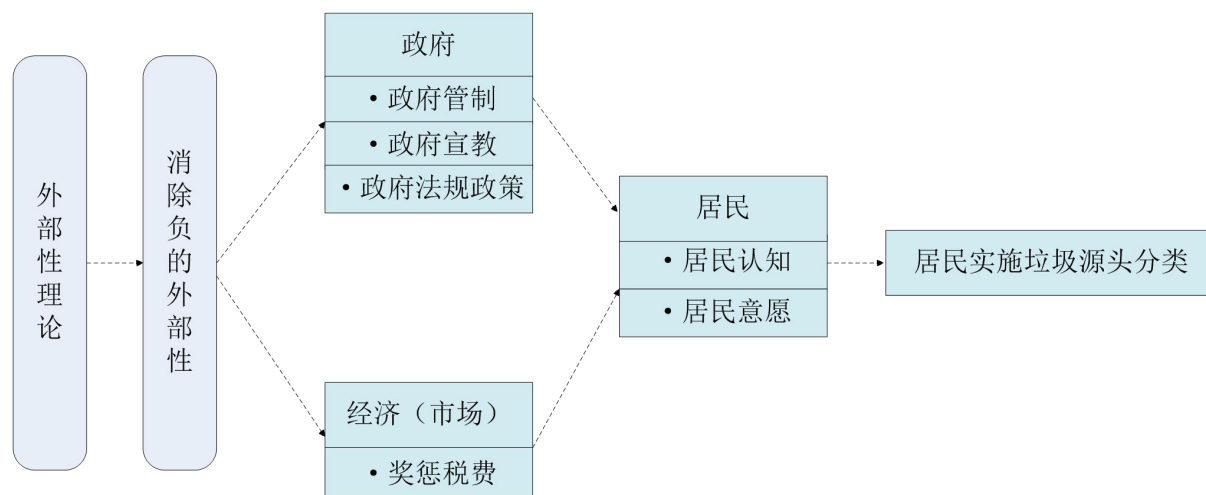 外部性理论
消除负的外部性
政府
•政府管制
•政府宣教
•政府法规政策
经济（市场）
•奖惩税费
居民
•居民认知
•居民意愿
居民实施垃圾源头分类